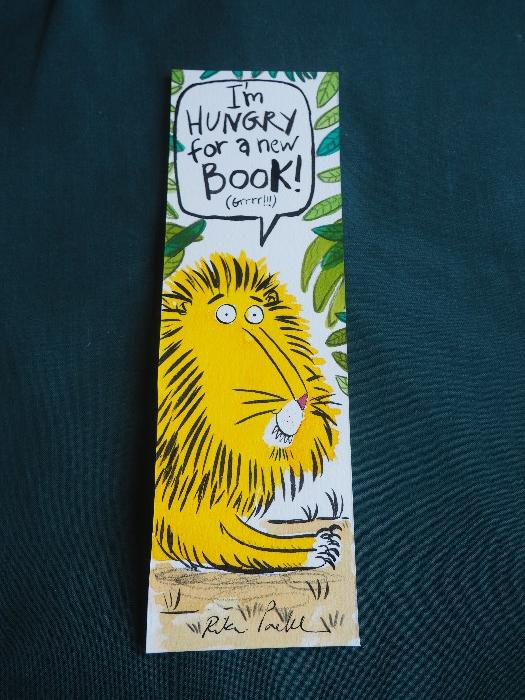 I'm
HUNGRY
for a new
BOOK!
(Grrrr!!!)